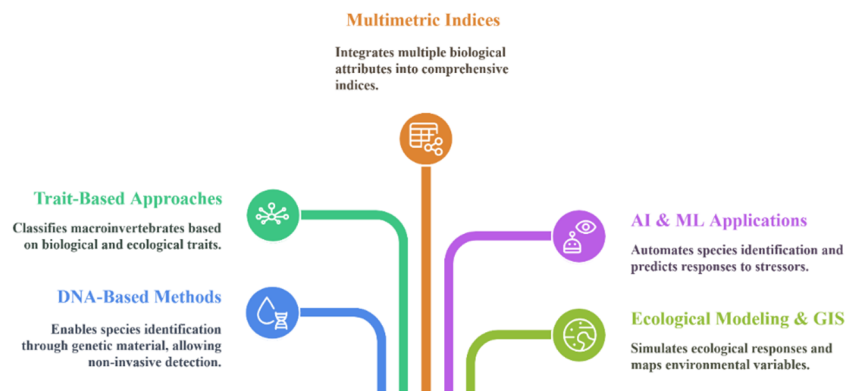 Multimetric Indices
Integrates multiple biological
attributes into comprehensive
indices.
Trait-Based Approaches
Classifies macroinvertebrates based
on biological and ecological traits.
DNA-Based Methods
Enables species identification
through genetic material, allowing
non-invasive detection.
AI & ML Applications
Automates species identification and
predicts responses to stressors.
Ecological Modeling & GIS
Simulates ecological responses and
maps environmental variables.